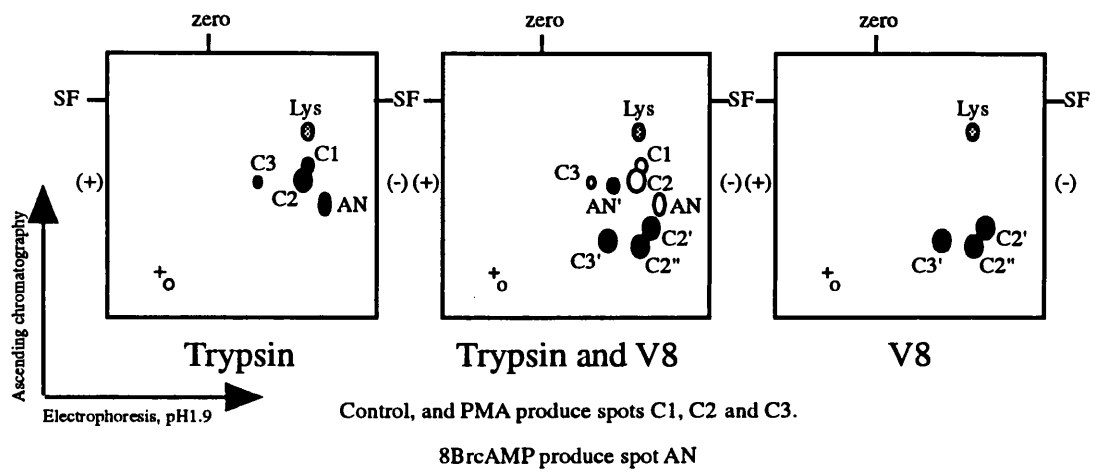 zero zero zero
SF SF SF SF
Lys Lys Lys
C3 C1 C3 C1
(+) (-) (+) C2 (-) (+) (-)
C2 AN AN' AN
C2' C2'
C3' C2" C3' C2"
+ o + o + o
Ascending chromatography
Trypsin Trypsin and V8 V8
Electrophoresis, pH1.9
Control, and PMA produce spots C1, C2 and C3.
8BrcAMP produce spot AN